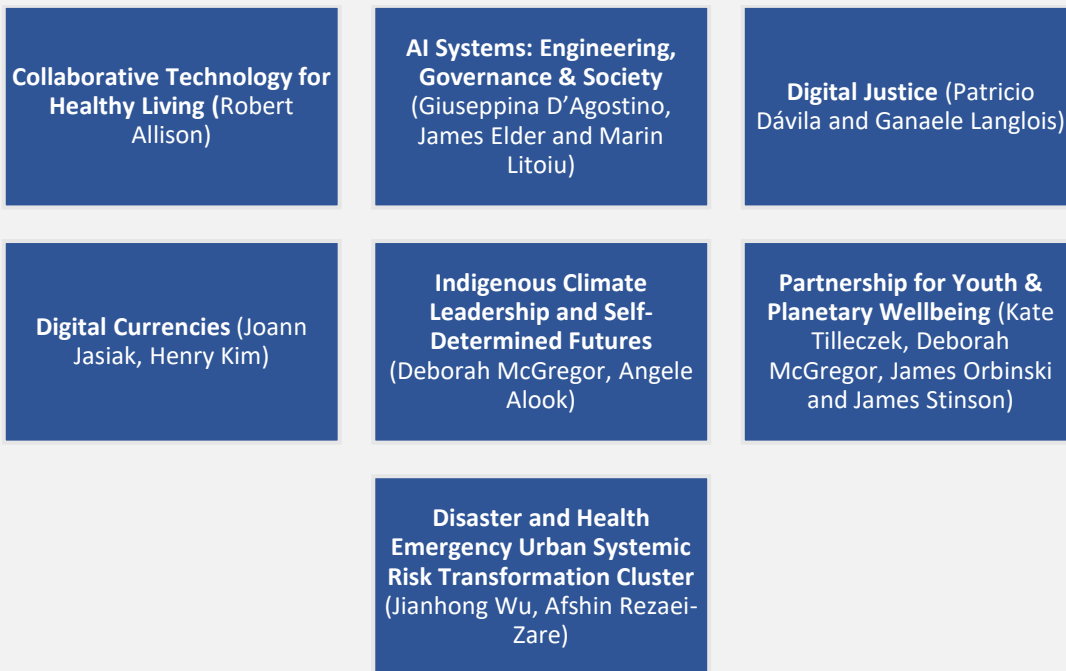 Collaborative Technology for
Healthy Living (Robert
Allison)
AI Systems: Engineering,
Governance & Society
(Giuseppina D’Agostino,
James Elder and Marin
Litoiu)
Digital Justice (Patricio
Dávila and Ganaele Langlois)
Digital Currencies (Joann
Jasiak, Henry Kim)
Indigenous Climate
Leadership and Self-
Determined Futures
(Deborah McGregor, Angele
Alook)
Partnership for Youth &
Planetary Wellbeing (Kate
Tilleczek, Deborah
McGregor, James Orbinski
and James Stinson)
Disaster and Health
Emergency Urban Systemic
Risk Transformation Cluster
(Jianhong Wu, Afshin Rezaei-
Zare)